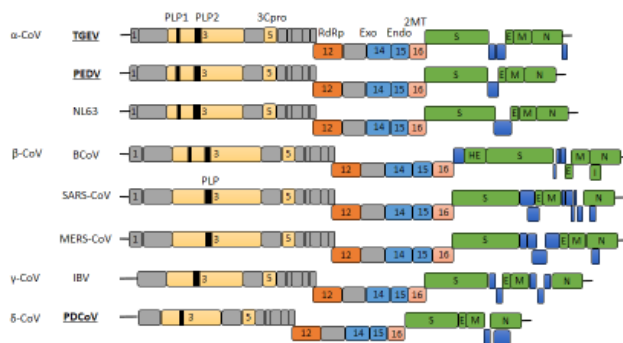 PLP1 PLP2 3Cpro 2MT
α-CoV TGEV 1 3 5 RdRp Exo Endo S E M N
12 14 15 16
PEDV 1 3 5 S E M N
12 14 15 16
NL63 1 3 5 S E M N
12 14 15 16
β-CoV BCoV 1 3 5 HE S M N
12 14 15 16 E I
PLP
SARS-CoV 1 3 5 S E M N
12 14 15 16
MERS-CoV 1 3 5 S E M N
12 14 15 16
γ-CoV IBV 3 5 S E M N
12 14 15 16
δ-CoV PDCoV 3 5 S E M N
12 14 15 16